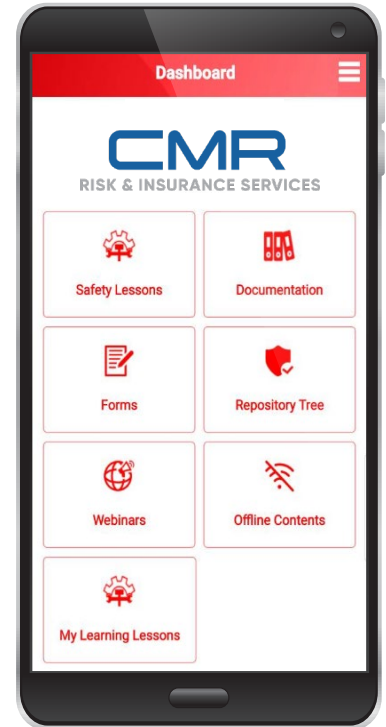 Dashboard
CMR
RISK & INSURANCE SERVICES
Safety Lessons
Documentation
Forms
Repository Tree
Webinars
Offline Contents
My Learning Lessons